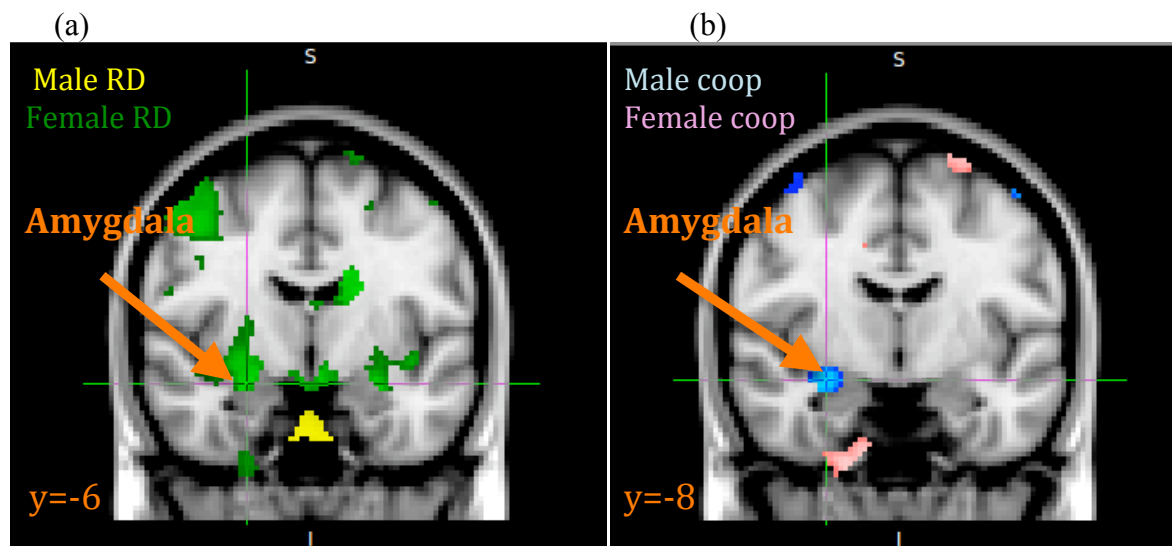 (a)
S
Male RD
Female RD
Amygdala
y=-6
I
(b)
S
Male coop
Female coop
Amygdala
y=-8
I